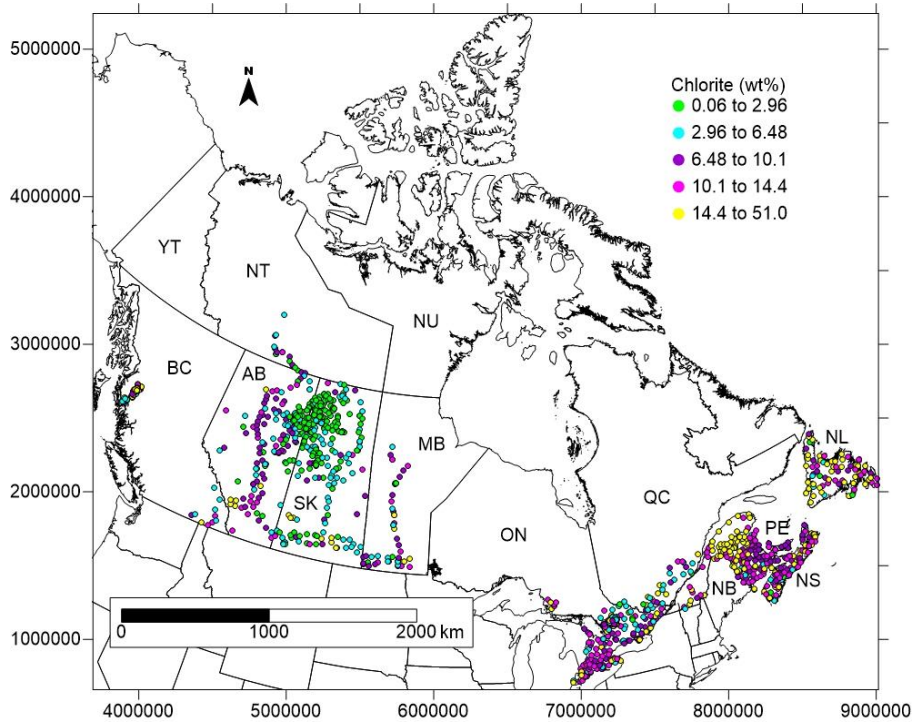 5000000
4000000
3000000
2000000
1000000
N
Chlorite (wt%)
0.06 to 2.96
2.96 to 6.48
6.48 to 10.1
10.1 to 14.4
14.4 to 51.0
YT
NT
NU
BC
AB
MB
SK
ON
QC
NL
PE
NB
NS
0 1000 2000 km
4000000 5000000 6000000 7000000 8000000 9000000